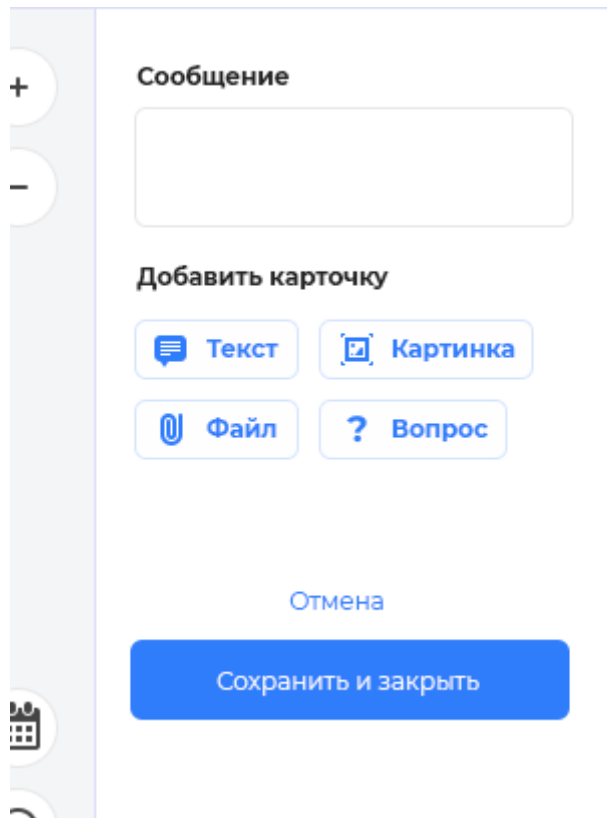 Сообщение
Добавить карточку
Текст
Картинка
Файл
? Вопрос
Отмена
Сохранить и закрыть